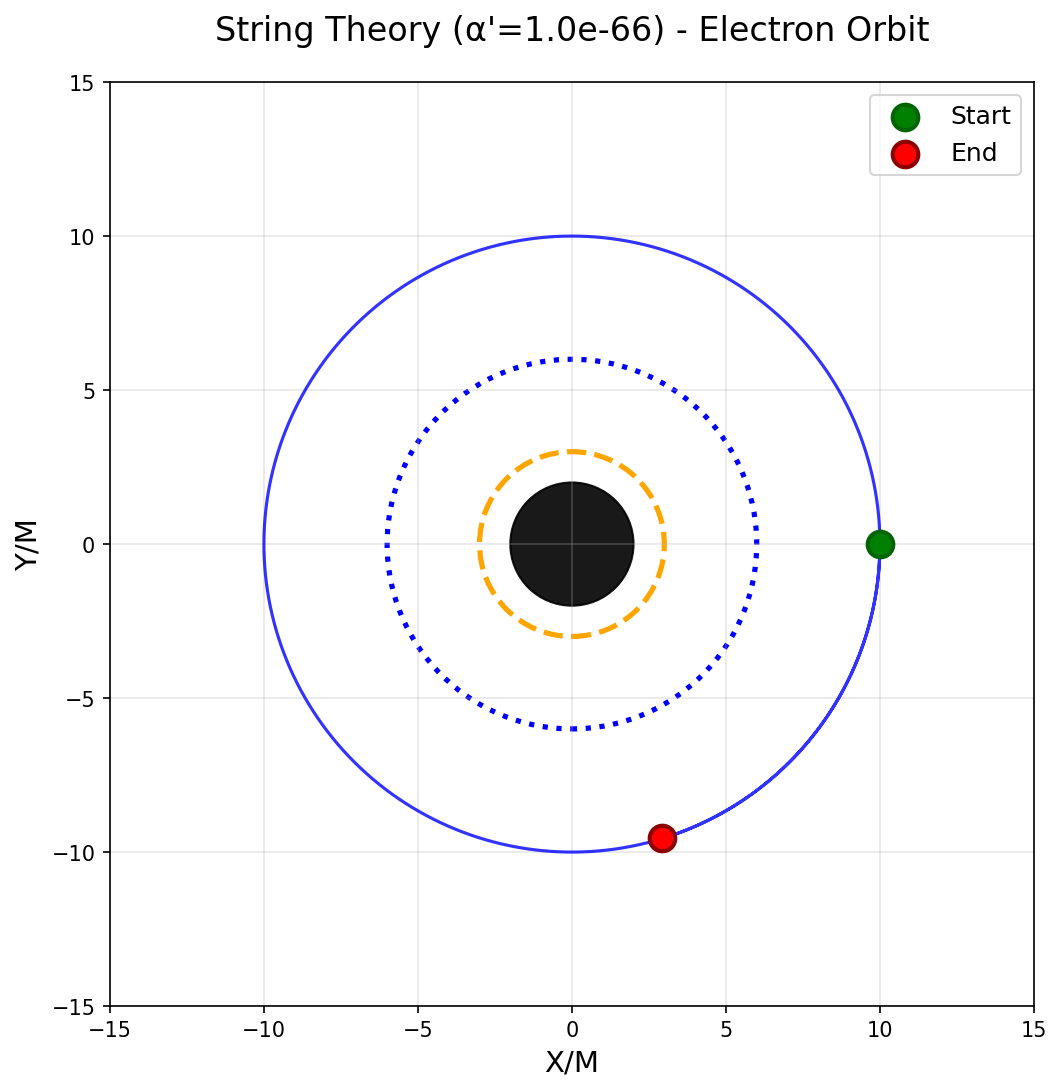 String Theory (α'=1.0e-66) - Electron Orbit
Start
End
15
10
5
0
−5
−10
−15
Y/M
−15 −10 −5 0 5 10 15
X/M